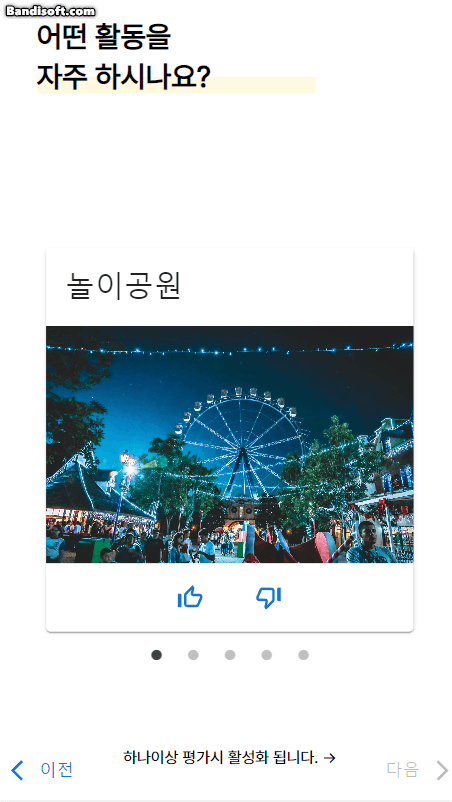 Bandisoft.com
어떤 활동을
자주 하시나요?
놀이공원
하나이상 평가시 활성화 됩니다. →
이전
다음